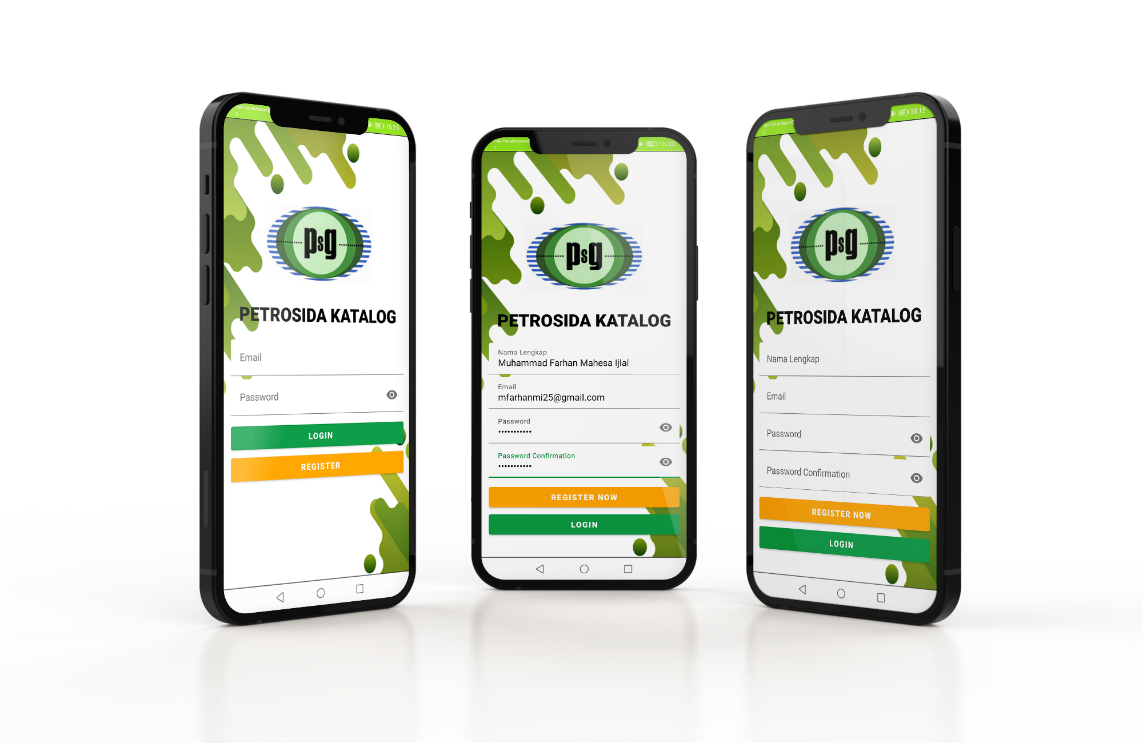 15:13
psg
PETROSIDA KATALOG
Email
Password
LOGIN
REGISTER
psg
PETROSIDA KATALOG
Nama Lengkap
Muhammad Farhan Mahesa Ijlal
Email
mfarhanmi25@gmail.com
Password
•••••••••••
Password Confirmation
•••••••••••
REGISTER NOW
LOGIN
psg
PETROSIDA KATALOG
Nama Lengkap
Email
Password
Password Confirmation
REGISTER NOW
LOGIN